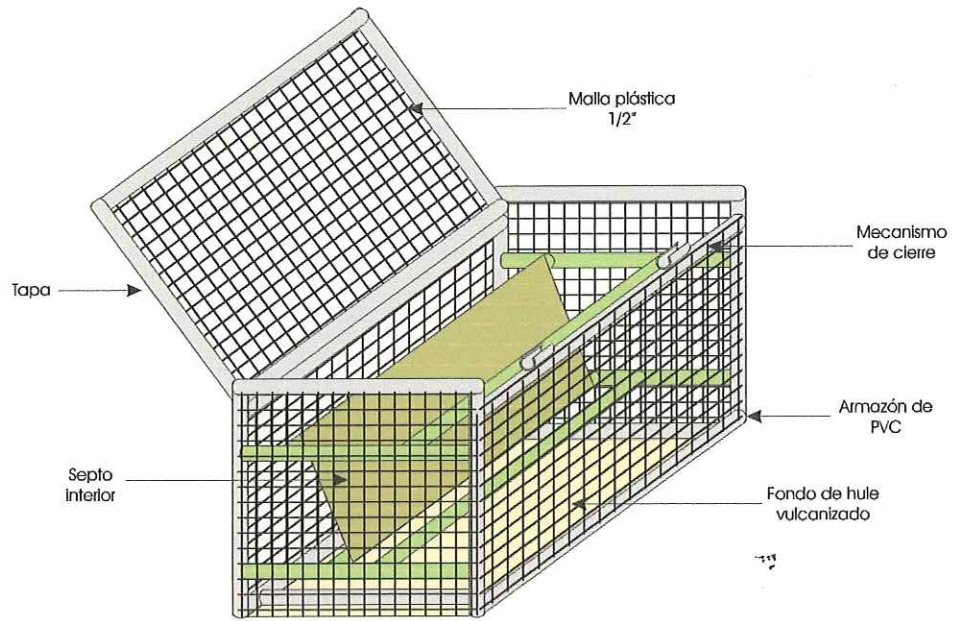 Malla plástica
1/2"
Mecanismo
de cierre
Tapa
Armazón de
PVC
Septo
interior
Fondo de hule
vulcanizado